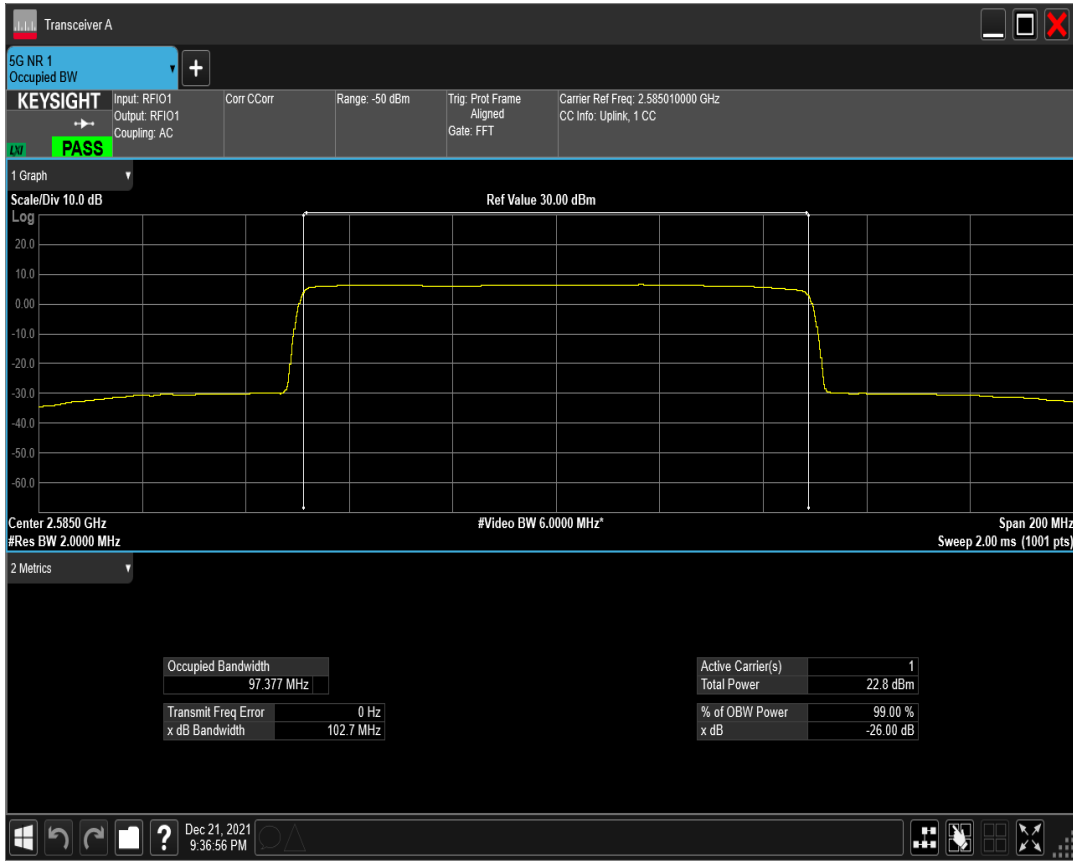 Transceiver A
5G NR 1
Occupied BW
KEYSIGHT
LXI
PASS
Input: RFIO1
Output: RFIO1
Coupling: AC
Corr CCorr
Range: -50 dBm
Trig: Prot Frame
Aligned
Gate: FFT
Carrier Ref Freq: 2.585010000 GHz
CC Info: Uplink, 1 CC
1 Graph
Scale/Div 10.0 dB
Ref Value 30.00 dBm
Log
20.0
10.0
0.00
-10.0
-20.0
-30.0
-40.0
-50.0
-60.0
Center 2.5850 GHz
#Video BW 6.0000 MHz*
Span 200 MHz
#Res BW 2.0000 MHz
Sweep 2.00 ms (1001 pts)
2 Metrics
Occupied Bandwidth
97.377 MHz
Transmit Freq Error 0 Hz
x dB Bandwidth 102.7 MHz
Active Carrier(s) 1
Total Power 22.8 dBm
% of OBW Power 99.00 %
x dB -26.00 dB
?
Dec 21, 2021
9:36:56 PM